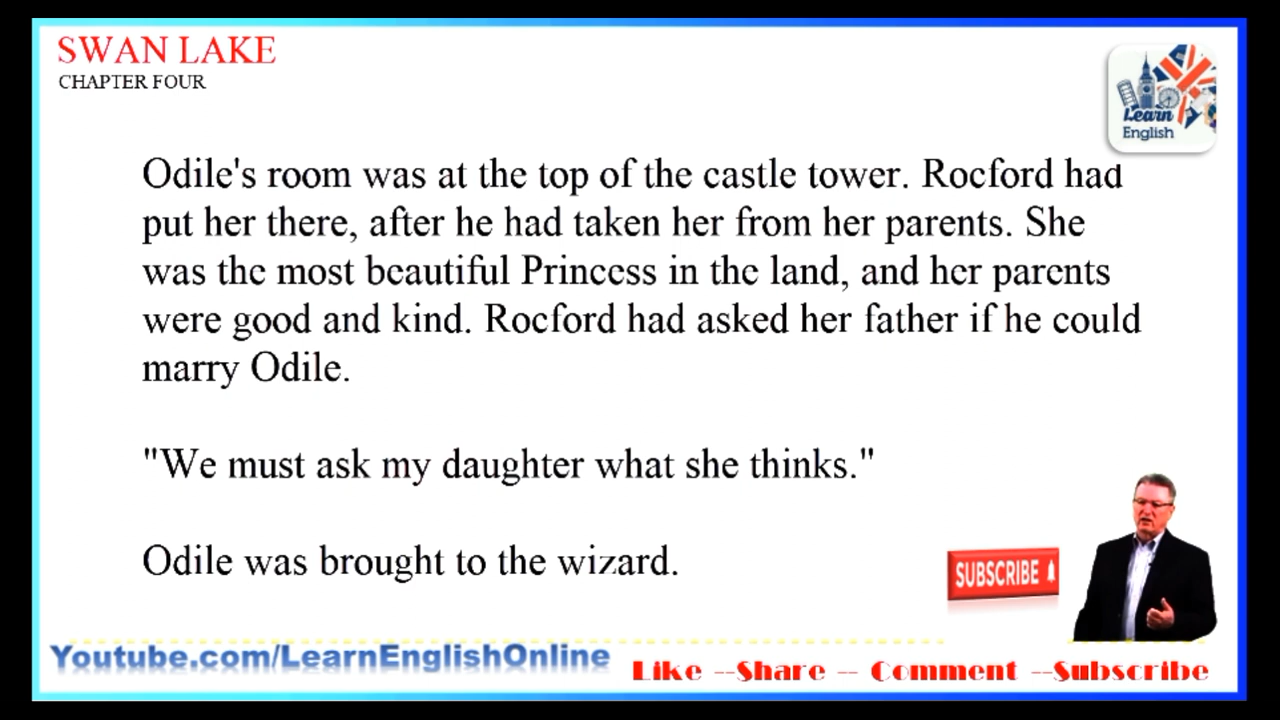 SWAN LAKE
CHAPTER FOUR
Learn
English
Odile's room was at the top of the castle tower. Rocford had
put her there, after he had taken her from her parents. She
was the most beautiful Princess in the land, and her parents
were good and kind. Rocford had asked her father if he could
marry Odile.
"We must ask my daughter what she thinks."
Odile was brought to the wizard.
SUBSCRIBE
Youtube.com/LearnEnglishOnline
Like --Share -- Comment --Subscribe